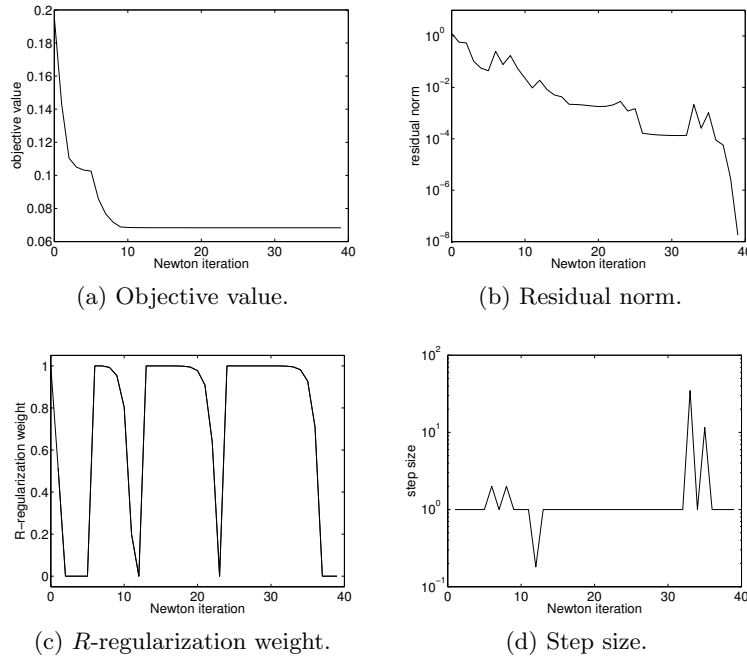 0.2
0.18
0.16
0.14
0.12
0.1
0.08
0.06
0 10 20 30 40
objective value
Newton iteration
(a) Objective value.
10^0
10^-2
10^-4
10^-6
10^-8
0 10 20 30 40
residual norm
Newton iteration
(b) Residual norm.
1
0.8
0.6
0.4
0.2
0
0 10 20 30 40
R−regularization weight
Newton iteration
(c) R-regularization weight.
10^2
10^1
10^0
10^-1
0 10 20 30 40
step size
Newton iteration
(d) Step size.